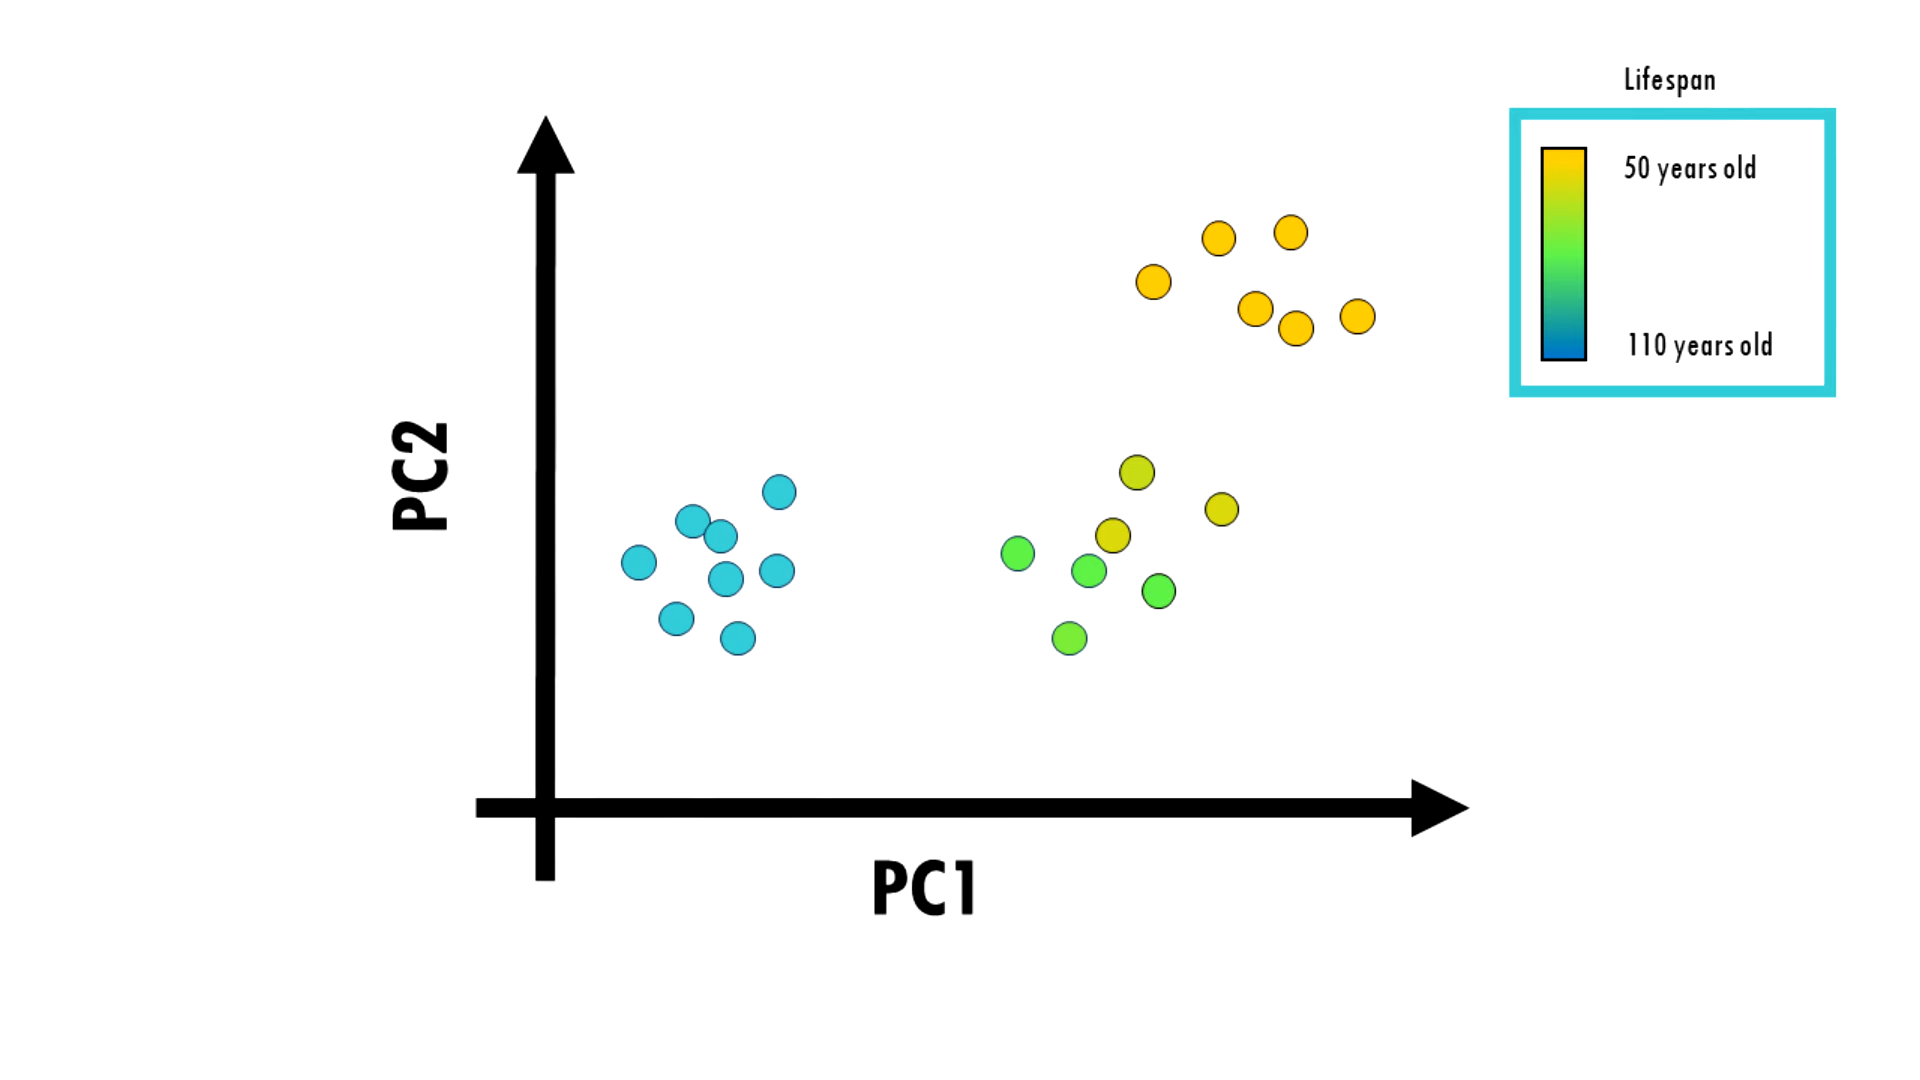 Lifespan
50 years old
110 years old
PC2
PC1